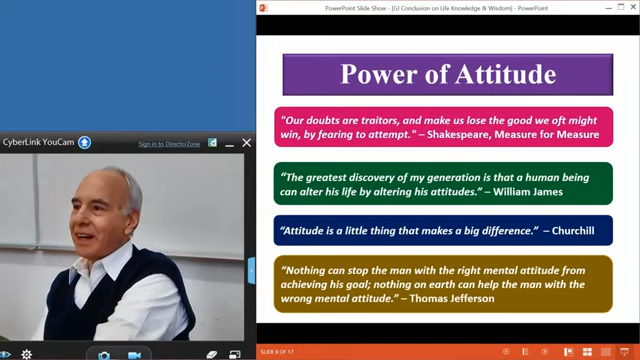 PowerPoint Slide Show - [GJ Conclusion on Life Knowledge & Wisdom] - PowerPoint
Power of Attitude
"Our doubts are traitors, and make us lose the good we oft might
win, by fearing to attempt." – Shakespeare, Measure for Measure
CyberLink YouCam
Sign in to DirectorZone
“The greatest discovery of my generation is that a human being
can alter his life by altering his attitudes.” – William James
“Attitude is a little thing that makes a big difference.” – Churchill
“Nothing can stop the man with the right mental attitude from
achieving his goal; nothing on earth can help the man with the
wrong mental attitude.” – Thomas Jefferson
SLIDE 8 OF 17